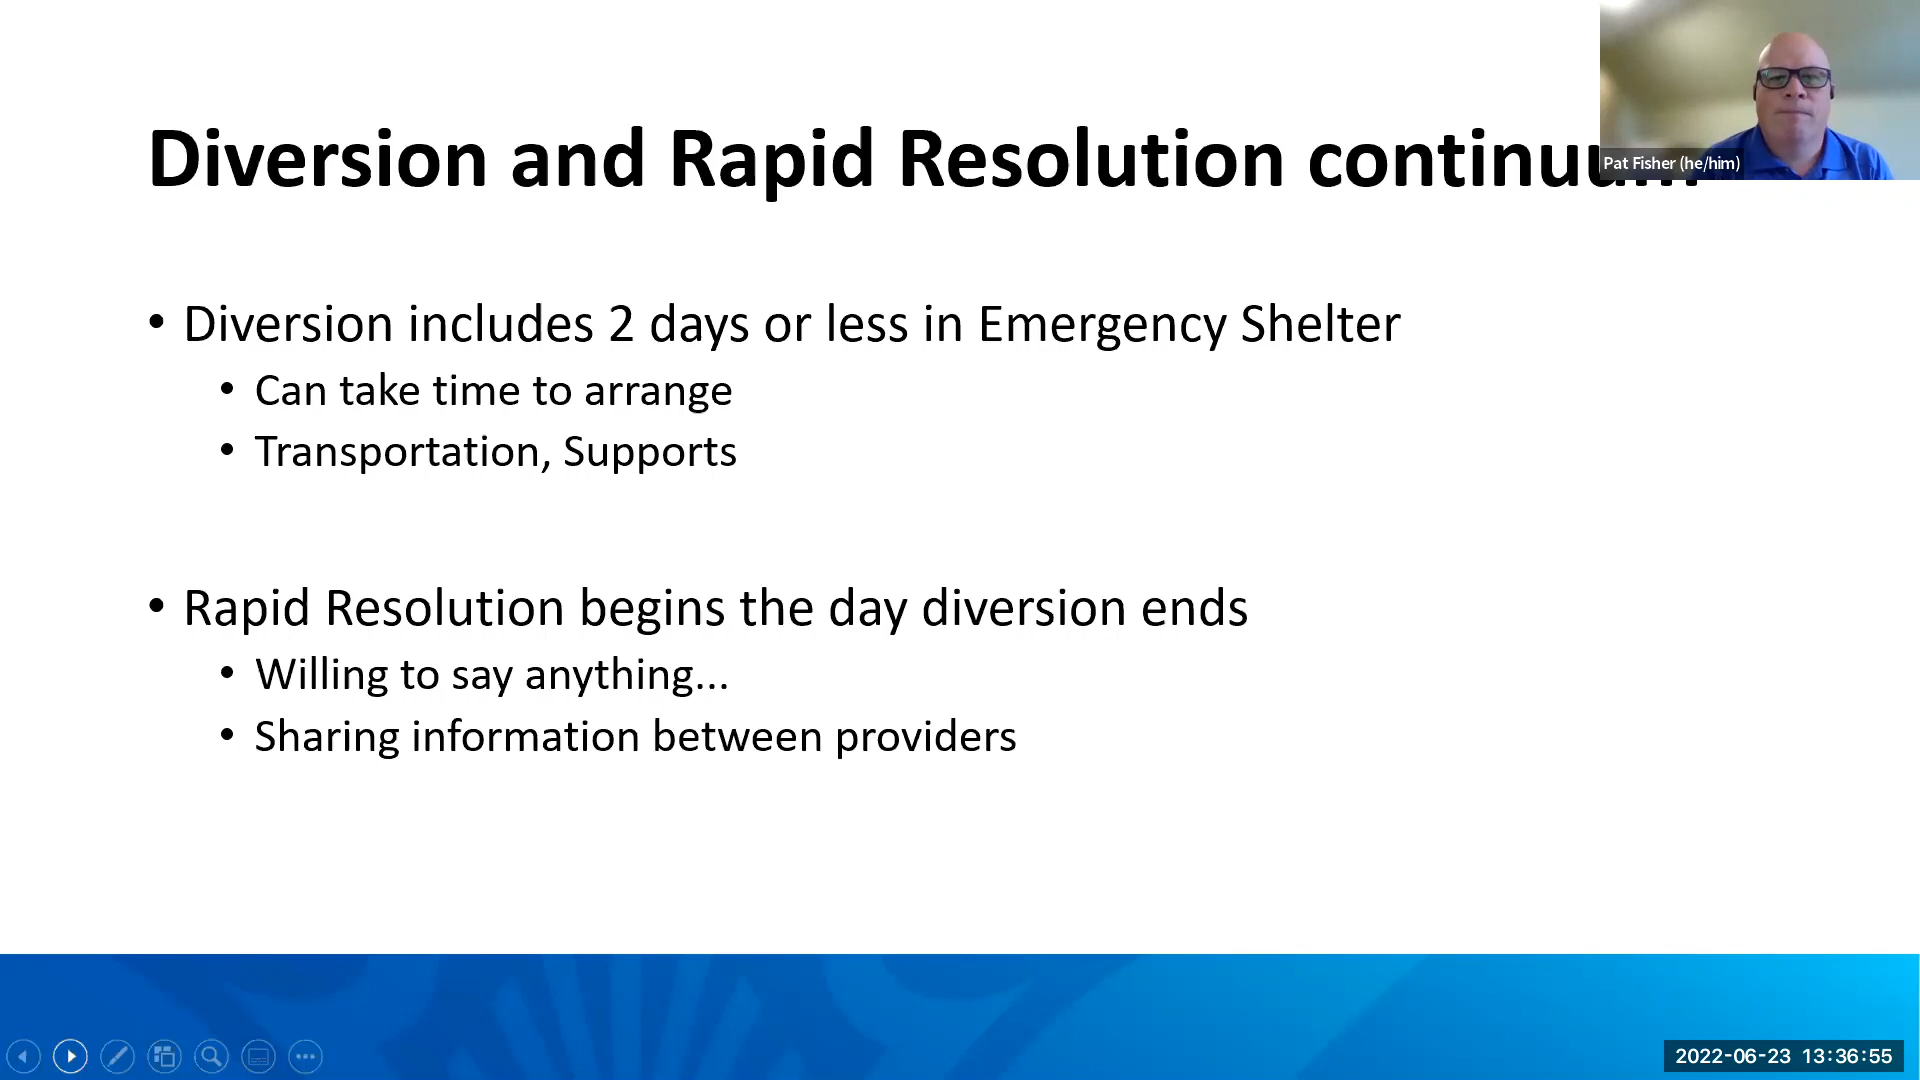 Diversion and Rapid Resolution continuum
Pat Fisher (he/him)
• Diversion includes 2 days or less in Emergency Shelter
• Can take time to arrange
• Transportation, Supports
• Rapid Resolution begins the day diversion ends
• Willing to say anything...
• Sharing information between providers
2022-06-23 13:36:55